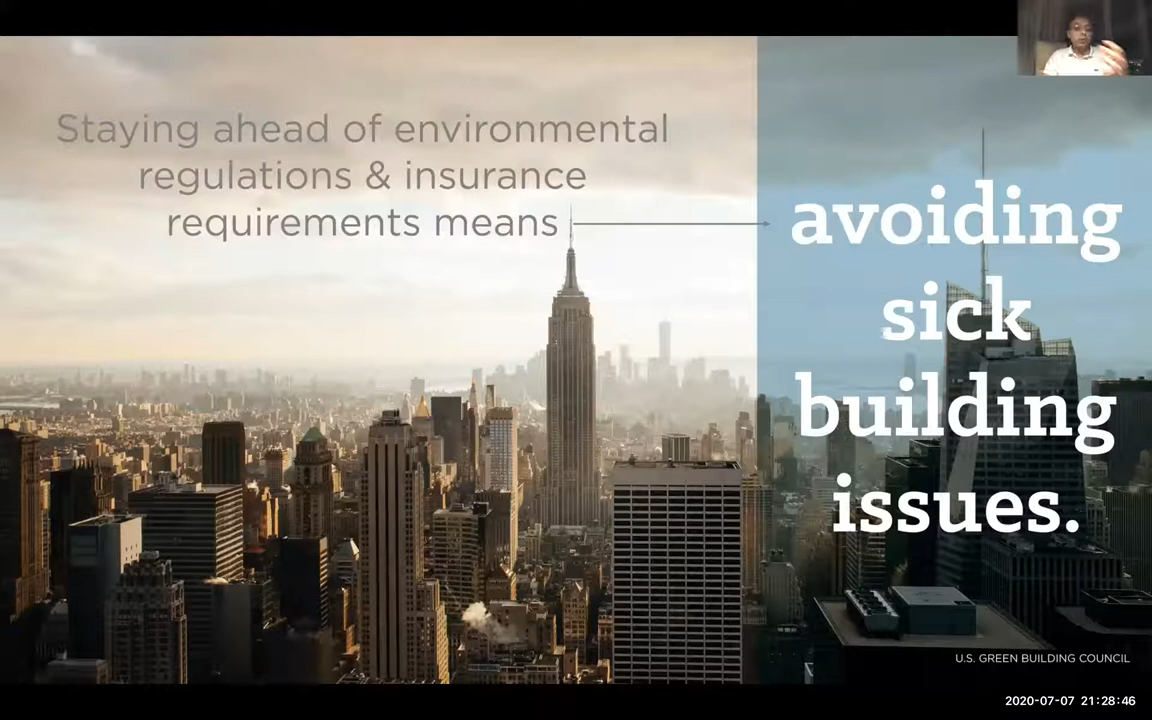 Staying ahead of environmental
regulations & insurance
requirements means
avoiding
sick
building
issues.
U.S. GREEN BUILDING COUNCIL
2020-07-07 21:28:46